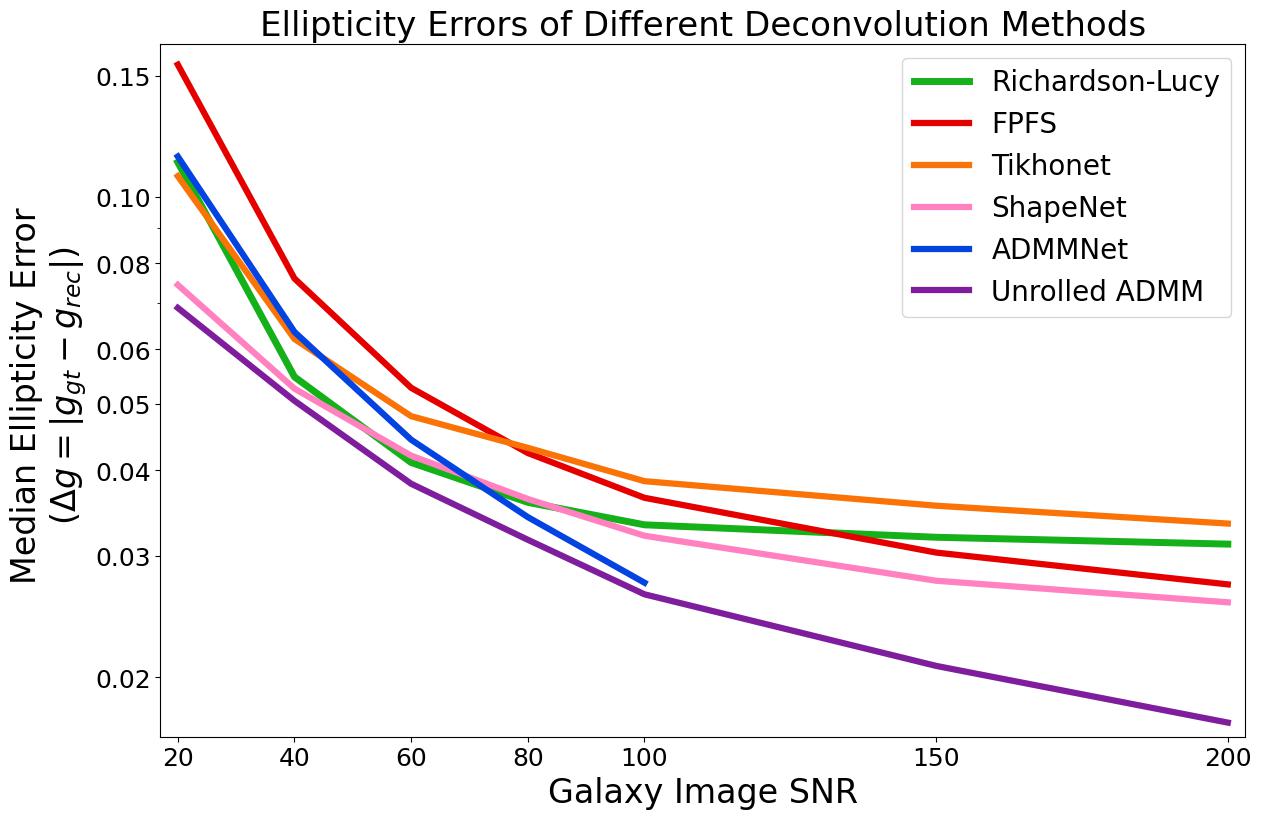 Ellipticity Errors of Different Deconvolution Methods
Median Ellipticity Error
(Δg = |g_gt − g_rec|)
0.15
0.10
0.08
0.06
0.05
0.04
0.03
0.02
Richardson-Lucy
FPFS
Tikhonet
ShapeNet
ADMMNet
Unrolled ADMM
20
40
60
80
100
150
200
Galaxy Image SNR